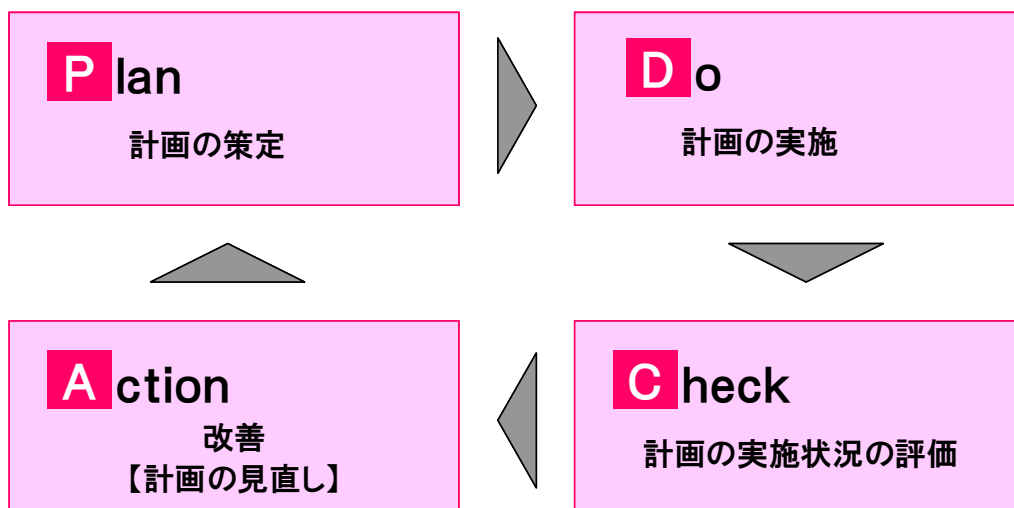 Plan
計画の策定
Do
計画の実施
Action
改善
【計画の見直し】
Check
計画の実施状況の評価